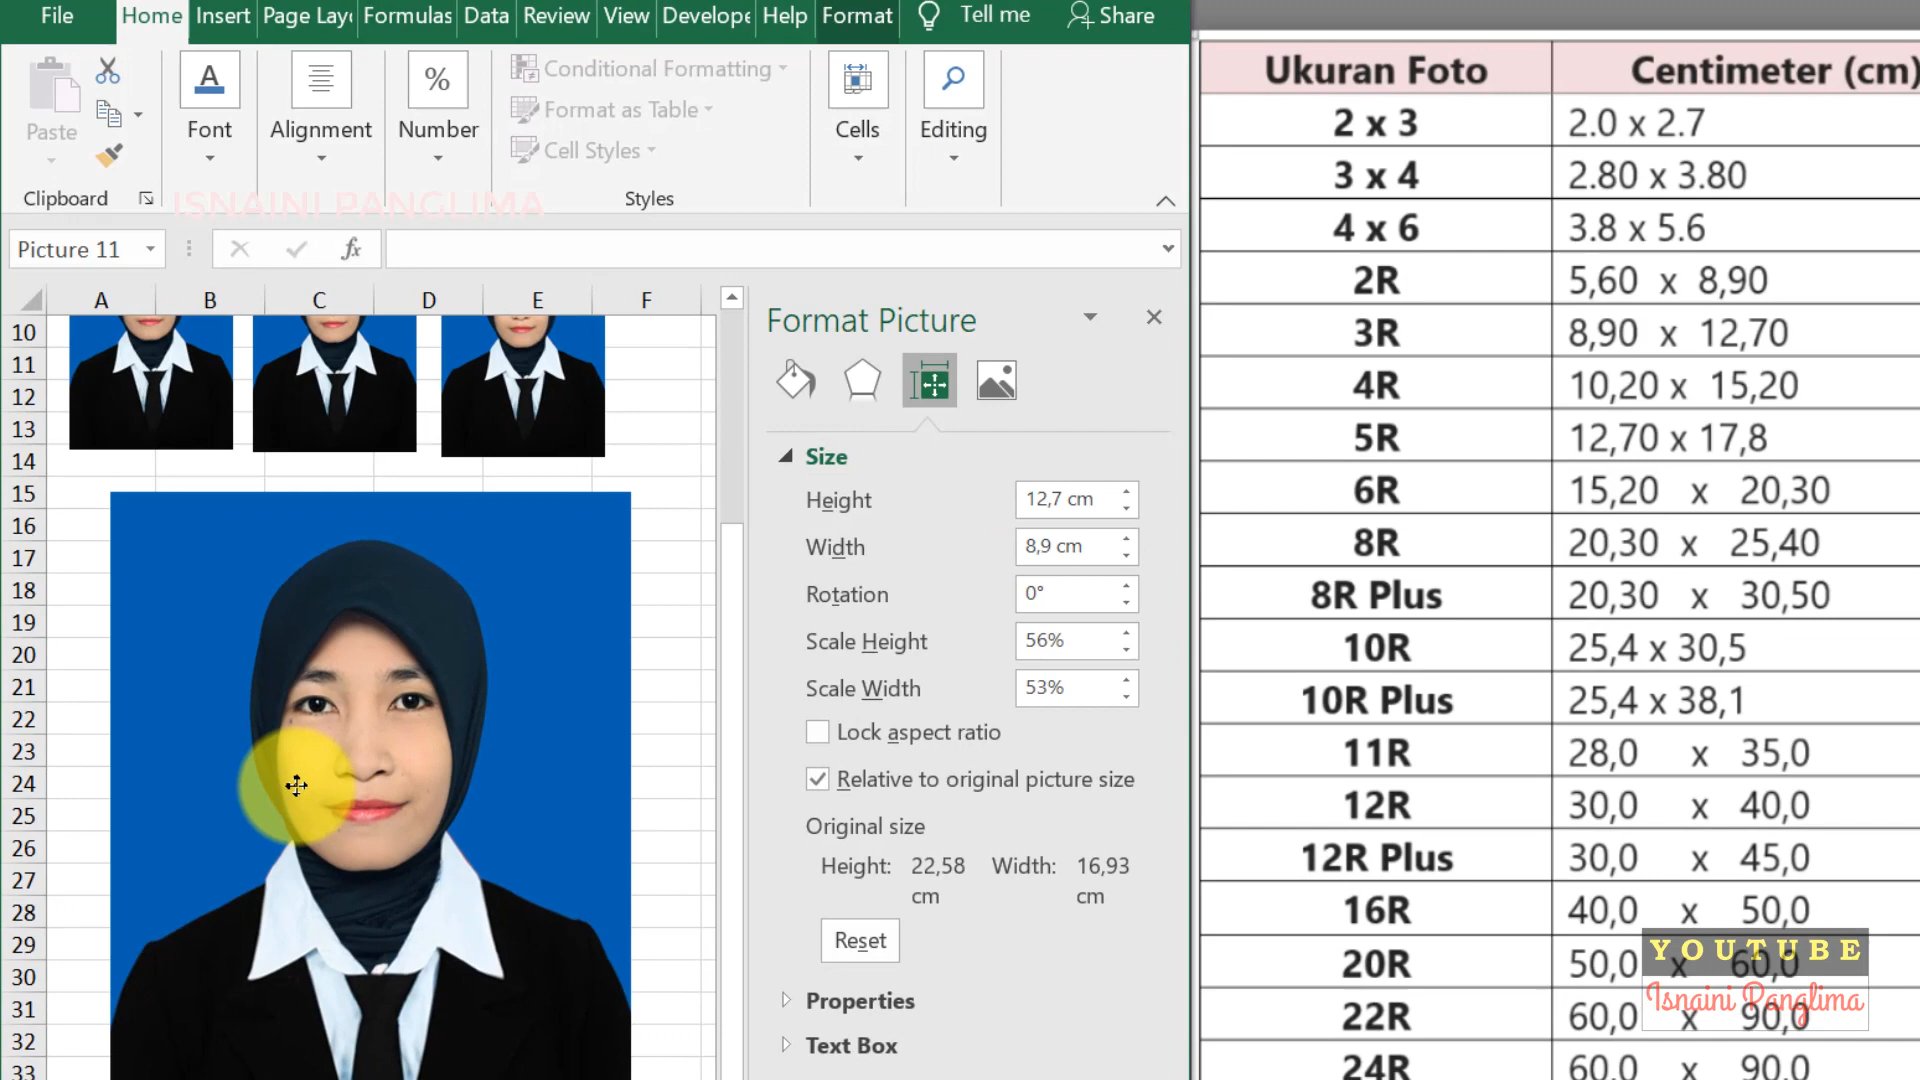 File Home Insert Page Layı Formulas Data Review View Develope Help Format Tell me Share
Paste
Clipboard
Font
Alignment
%
Number
Conditional Formatting
Format as Table
Cell Styles
Styles
Cells
Editing
ISNAINI PANGLIMA
Picture 11
fx
A B C D E F
10
11
12
13
14
15
16
17
18
19
20
21
22
23
24
25
26
27
28
29
30
31
32
33
Format Picture
Size
Height 12,7 cm
Width 8,9 cm
Rotation 0°
Scale Height 56%
Scale Width 53%
Lock aspect ratio
Relative to original picture size
Original size
Height: 22,58 cm Width: 16,93 cm
Reset
Properties
Text Box
Ukuran Foto Centimeter (cm)
2 x 3 2.0 x 2.7
3 x 4 2.80 x 3.80
4 x 6 3.8 x 5.6
2R 5,60 x 8,90
3R 8,90 x 12,70
4R 10,20 x 15,20
5R 12,70 x 17,8
6R 15,20 x 20,30
8R 20,30 x 25,40
8R Plus 20,30 x 30,50
10R 25,4 x 30,5
10R Plus 25,4 x 38,1
11R 28,0 x 35,0
12R 30,0 x 40,0
12R Plus 30,0 x 45,0
16R 40,0 x 50,0
20R 50,0 x 60,0
22R 60,0 x 90,0
24R 60,0 x 90,0
YOUTUBE
Isnaini Panglima